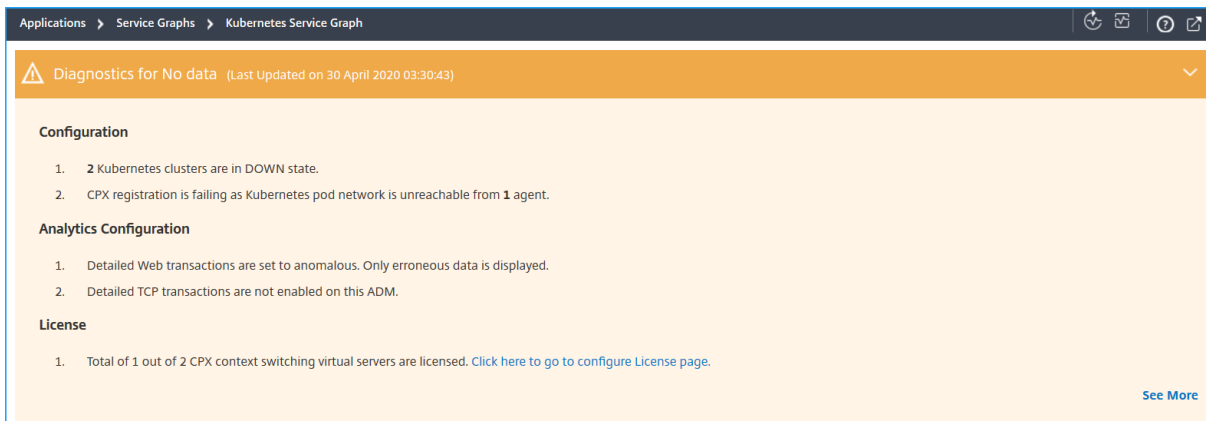 Applications > Service Graphs > Kubernetes Service Graph
Diagnostics for No data (Last Updated on 30 April 2020 03:30:43)
Configuration
1. 2 Kubernetes clusters are in DOWN state.
2. CPX registration is failing as Kubernetes pod network is unreachable from 1 agent.
Analytics Configuration
1. Detailed Web transactions are set to anomalous. Only erroneous data is displayed.
2. Detailed TCP transactions are not enabled on this ADM.
License
1. Total of 1 out of 2 CPX context switching virtual servers are licensed. Click here to go to configure License page.
See More